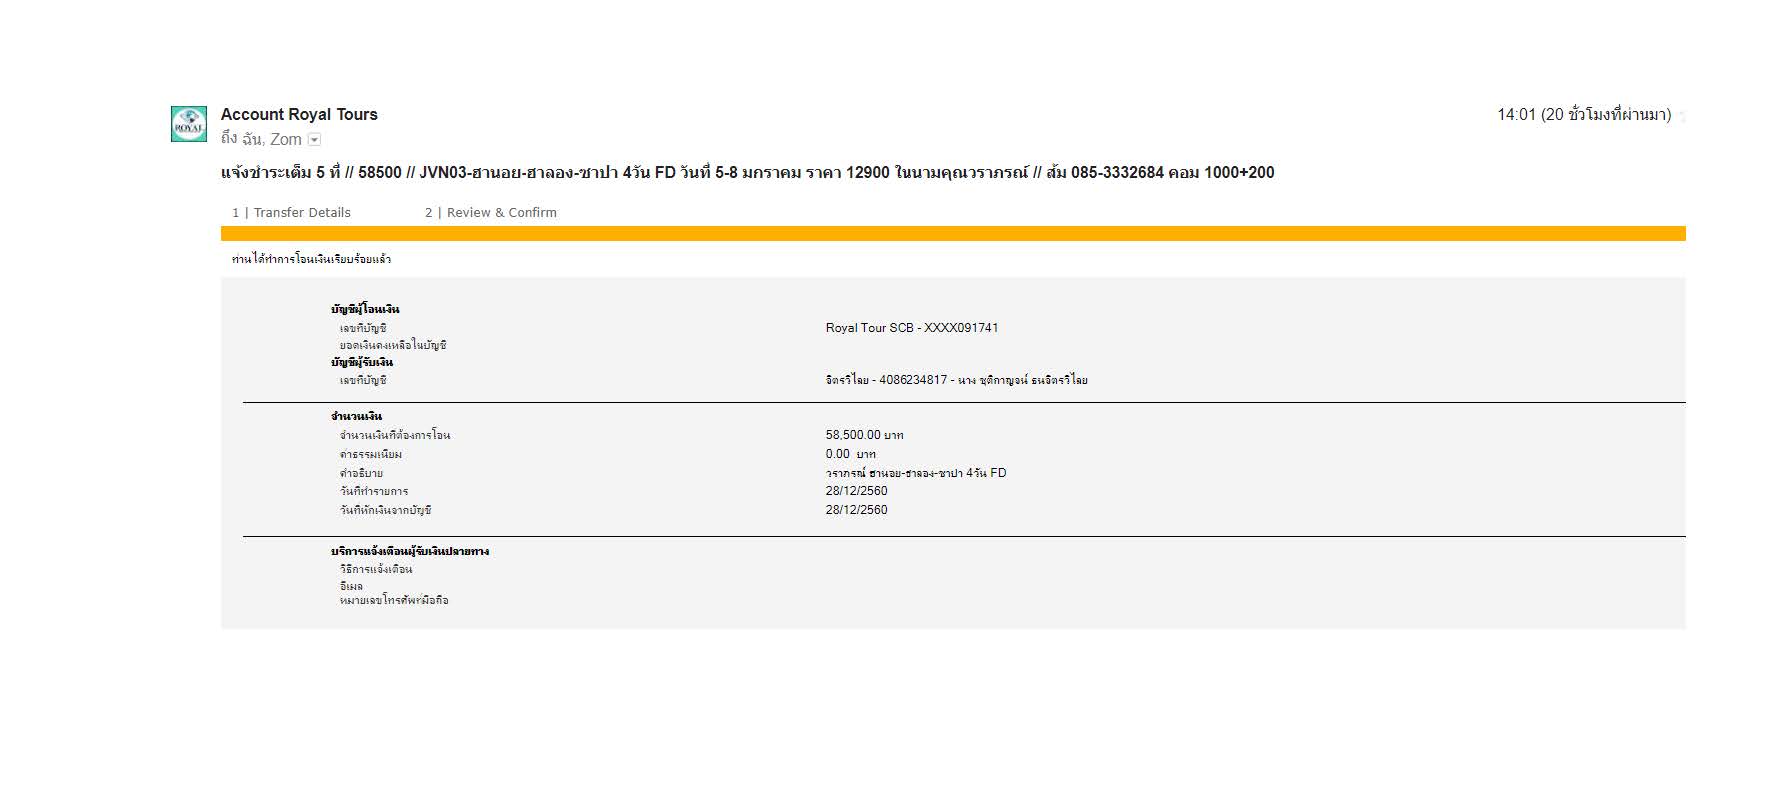 ROYAL
Account Royal Tours
14:01 (20 ชั่วโมงที่ผ่านมา)
ถึง ฉัน, Zom
แจ้งชำระเต็ม 5 ที่ // 58500 // JVN03-ฮานอย-ฮาลอง-ซาปา 4วัน FD วันที่ 5-8 มกราคม ราคา 12900 ในนามคุณวราภรณ์ // ส้ม 085-3332684 คอม 1000+200
1 | Transfer Details 2 | Review & Confirm
ท่านได้ทำการโอนเงินเรียบร้อยแล้ว
บัญชีผู้โอนเงิน
เลขที่บัญชี Royal Tour SCB - XXXX091741
ยอดเงินคงเหลือในบัญชี
บัญชีผู้รับเงิน
เลขที่บัญชี จิตรวิไลย - 4086234817 - นาง ชุติกาญจน์ ธนจิตรวิไลย
จำนวนเงิน
จำนวนเงินที่ต้องการโอน 58,500.00 บาท
ค่าธรรมเนียม 0.00 บาท
คำอธิบาย วราภรณ์ ฮานอย-ฮาลอง-ซาปา 4วัน FD
วันที่ทำรายการ 28/12/2560
วันที่หักเงินจากบัญชี 28/12/2560
บริการแจ้งเตือนผู้รับเงินปลายทาง
วิธีการแจ้งเตือน
อีเมล
หมายเลขโทรศัพท์มือถือ